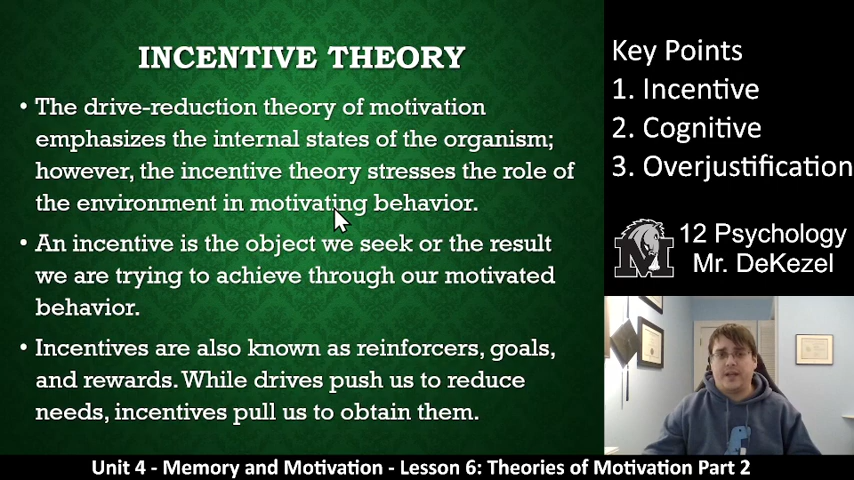 INCENTIVE THEORY
• The drive-reduction theory of motivation
emphasizes the internal states of the organism;
however, the incentive theory stresses the role of
the environment in motivating behavior.
• An incentive is the object we seek or the result
we are trying to achieve through our motivated
behavior.
• Incentives are also known as reinforcers, goals,
and rewards. While drives push us to reduce
needs, incentives pull us to obtain them.
Key Points
1. Incentive
2. Cognitive
3. Overjustification
M
12 Psychology
Mr. DeKezel
Unit 4 - Memory and Motivation - Lesson 6: Theories of Motivation Part 2